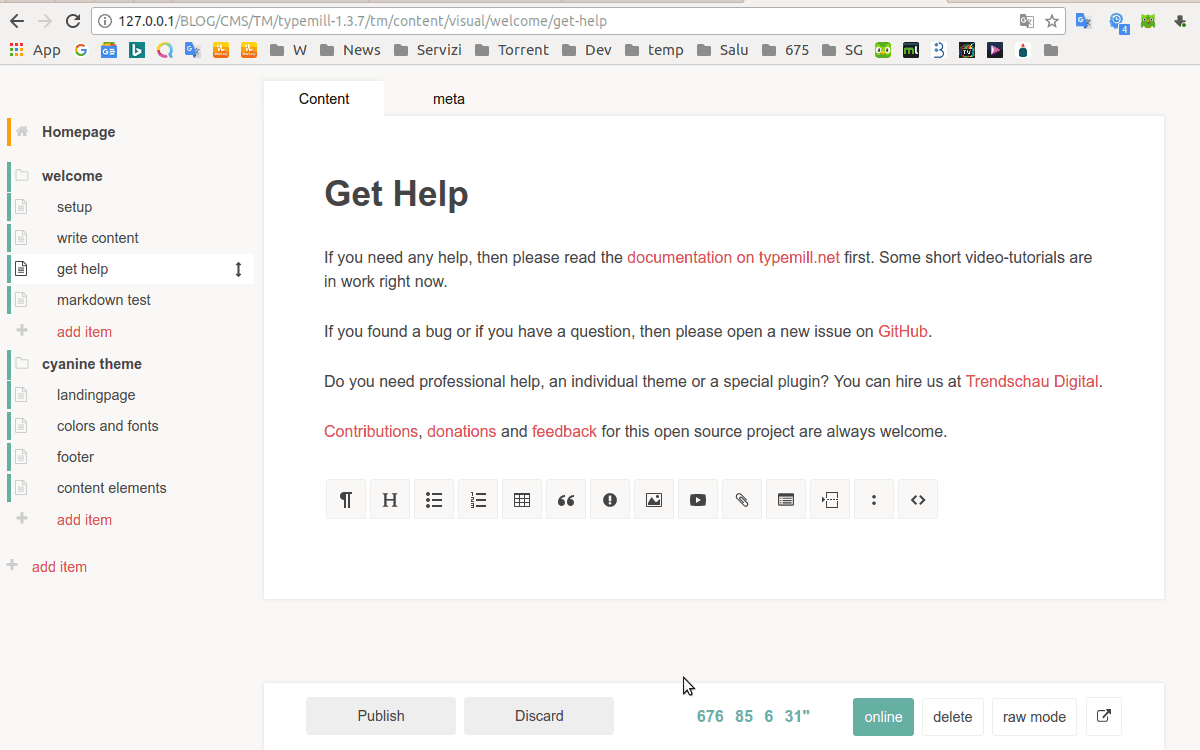 127.0.0.1/BLOG/CMS/TM/typemill-1.3.7/tm/content/visual/welcome/get-help
4
App W News Servizi Torrent Dev temp Salu 675 SG
Content meta
Homepage
welcome
setup
write content
get help
markdown test
add item
cyanine theme
landingpage
colors and fonts
footer
content elements
add item
add item
Get Help
If you need any help, then please read the documentation on typemill.net first. Some short video-tutorials are
in work right now.
If you found a bug or if you have a question, then please open a new issue on GitHub.
Do you need professional help, an individual theme or a special plugin? You can hire us at Trendschau Digital.
Contributions, donations and feedback for this open source project are always welcome.
Publish Discard 676 85 6 31" online delete raw mode